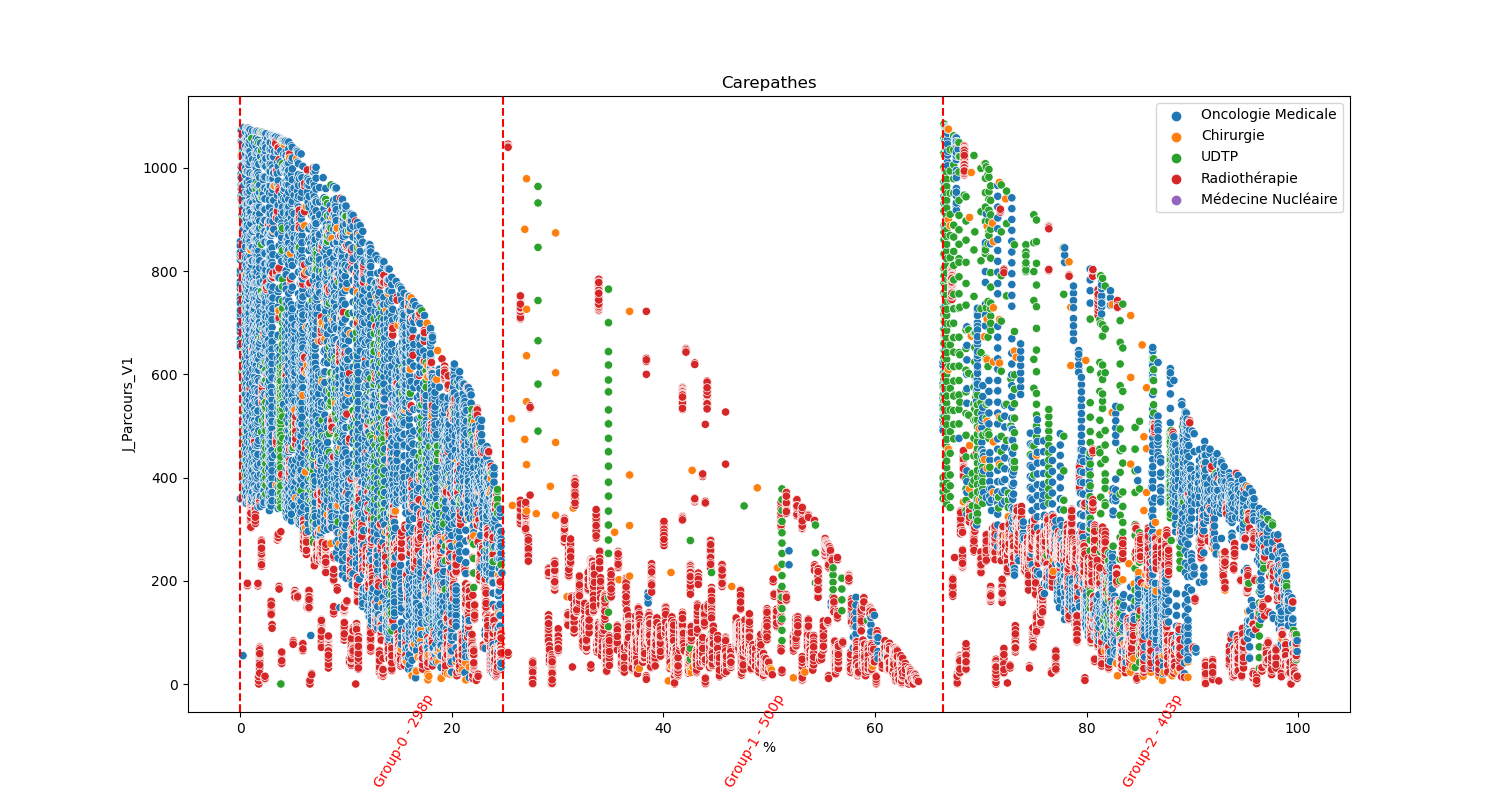 Carepathes
Oncologie Medicale
Chirurgie
UDTP
Radiothérapie
Médecine Nucléaire
J_Parcours_V1
1000
800
600
400
200
0
0
20
40
60
80
100
%
Group-0 - 298p
Group-1 - 500p
Group-2 - 403p